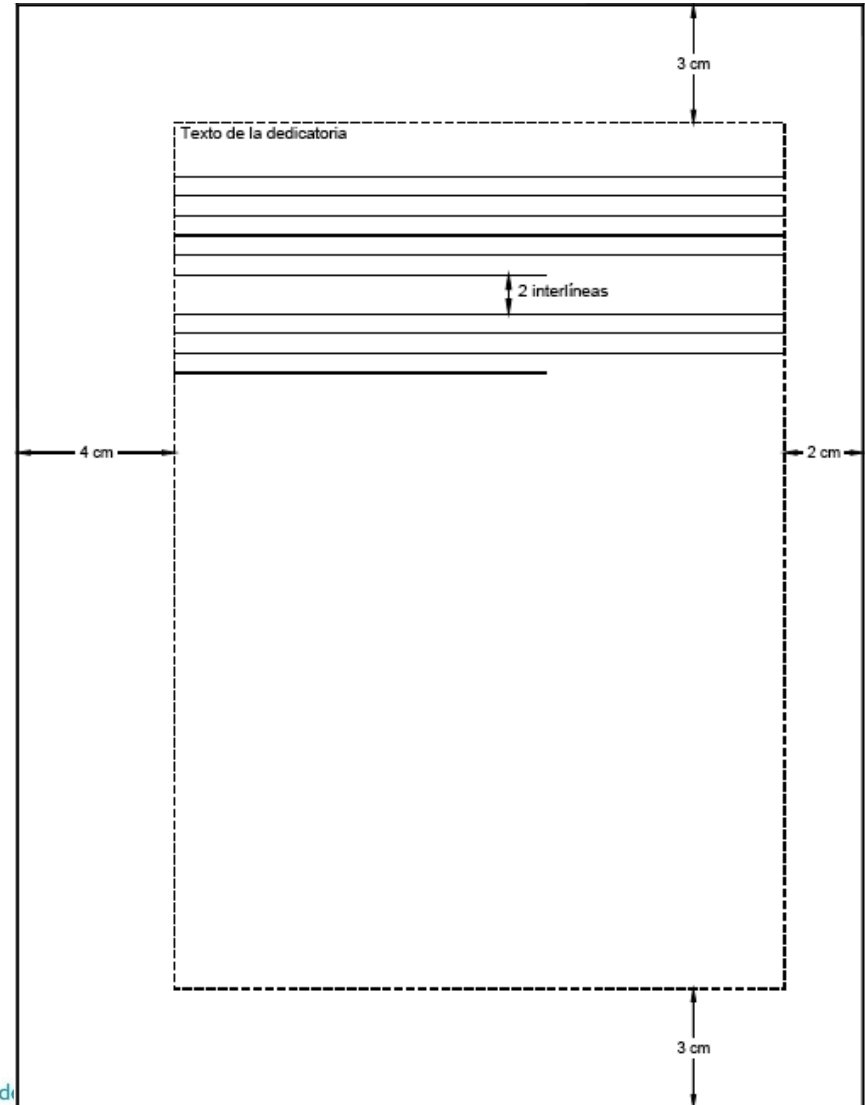 3 cm
Texto de la dedicatoria
2 interlíneas
4 cm
2 cm
3 cm